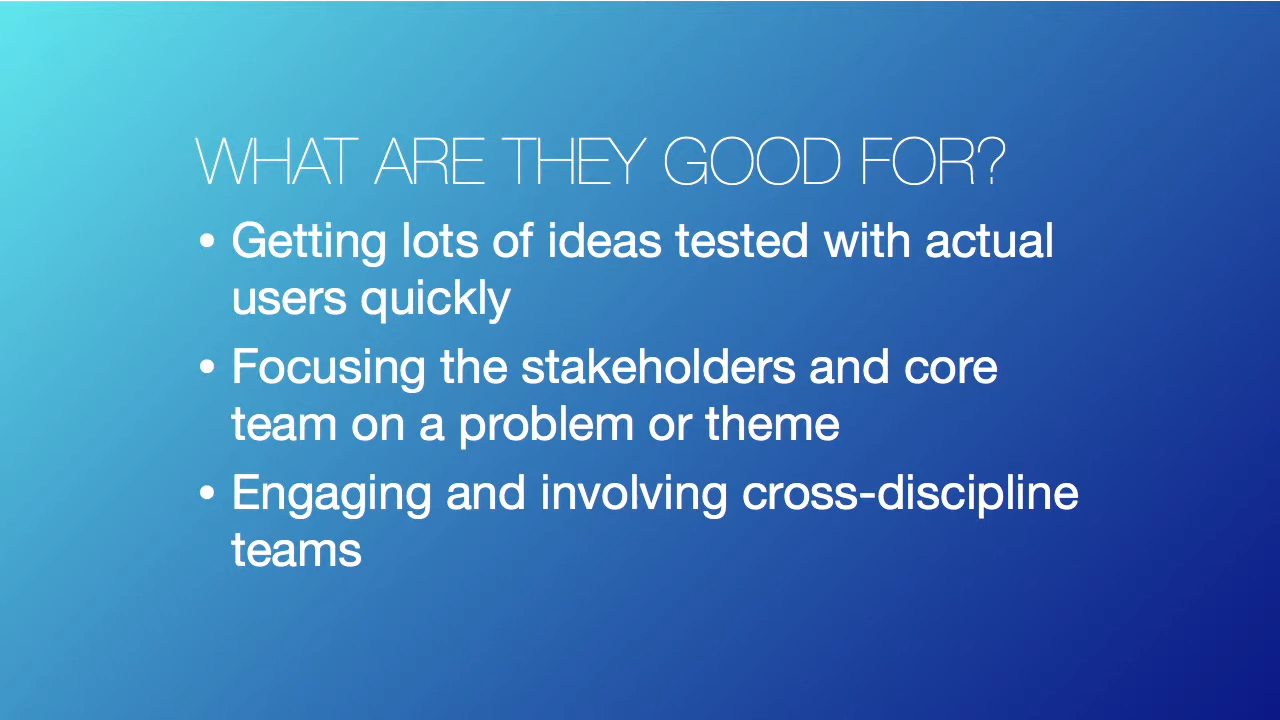 WHAT ARE THEY GOOD FOR?
• Getting lots of ideas tested with actual
users quickly
• Focusing the stakeholders and core
team on a problem or theme
• Engaging and involving cross-discipline
teams